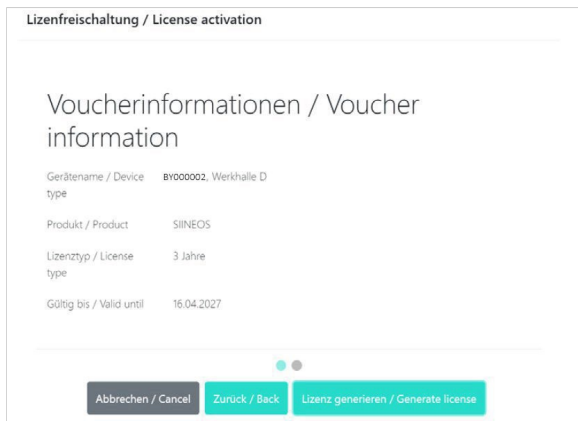 Lizenfreischaltung / License activation
Voucherinformationen / Voucher
information
Gerätename / Device
type
BY000002, Werkhalle D
Produkt / Product
SIINEOS
Lizenztyp / License
type
3 Jahre
Gültig bis / Valid until
16.04.2027
Abbrechen / Cancel
Zurück / Back
Lizenz generieren / Generate license